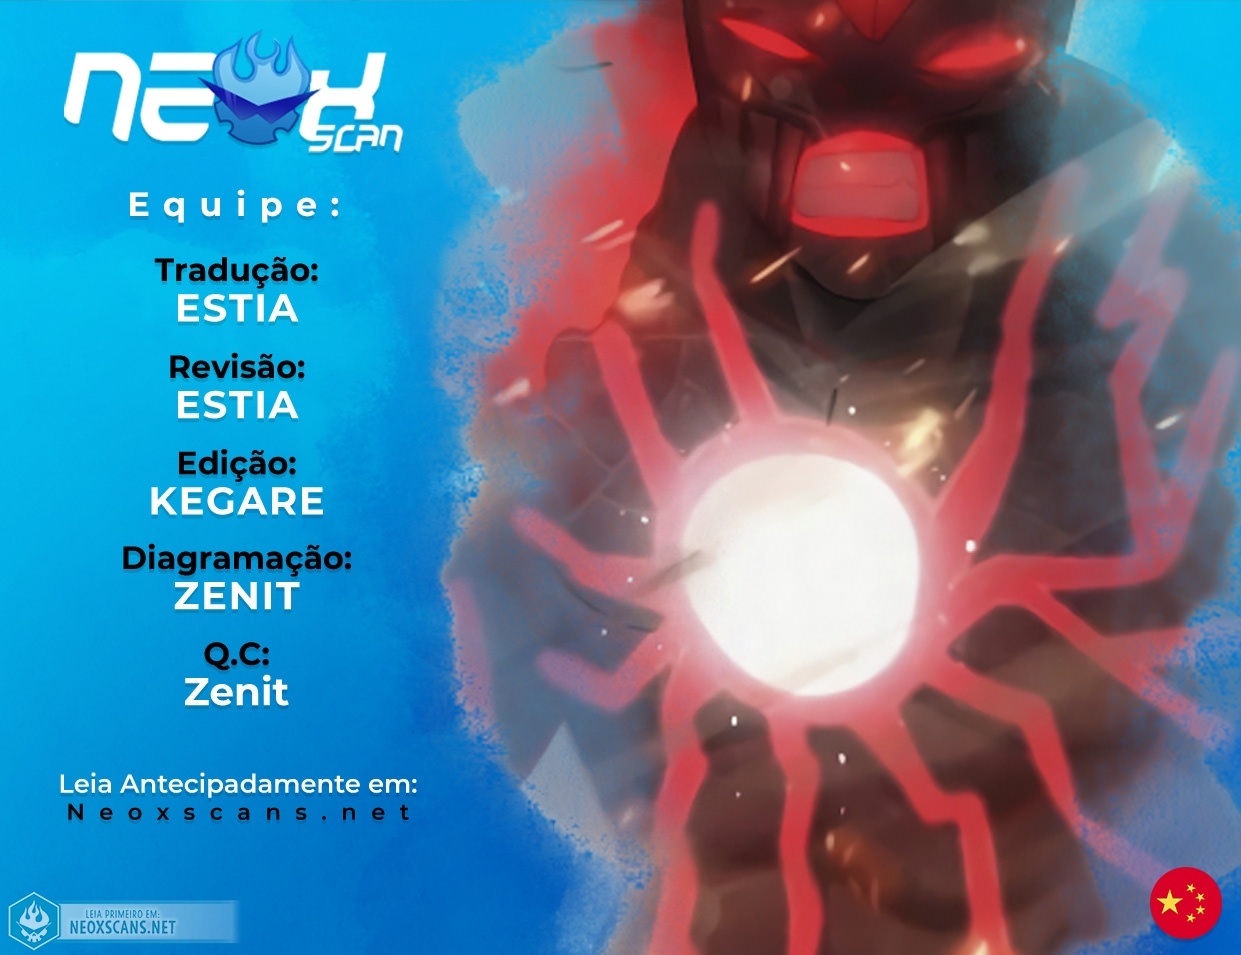 NEOX
SCAN
Equipe:
Tradução:
ESTIA
Revisão:
ESTIA
Edição:
KEGARE
Diagramação:
ZENIT
Q.C:
Zenit
Leia Antecipadamente em:
Neoxscans.net
LEIA PRIMEIRO EM:
NEOXSCANS.NET